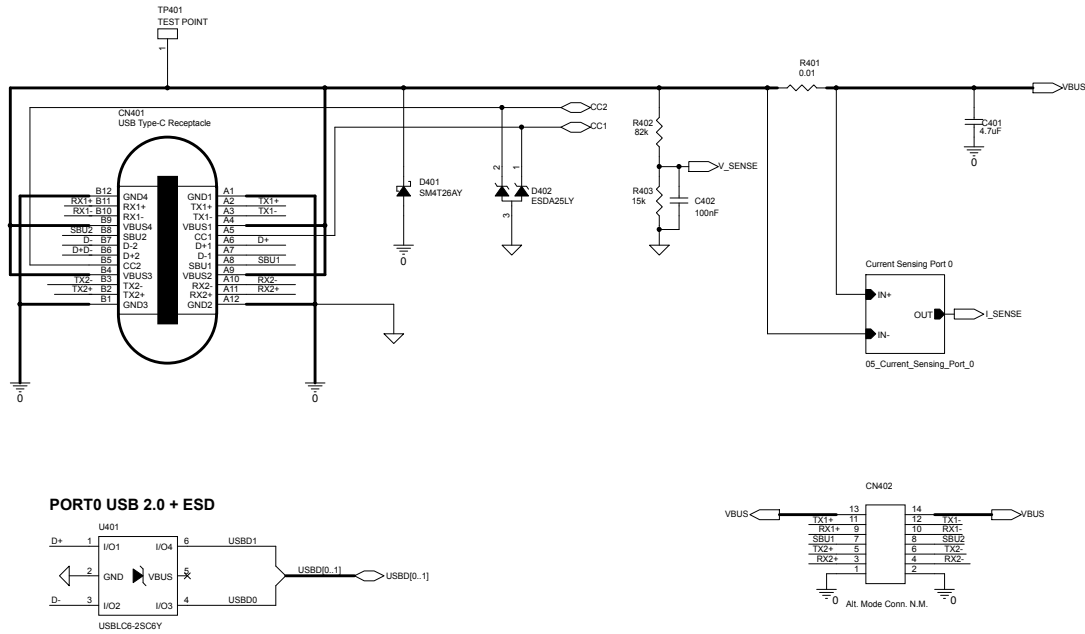 TP401
TEST POINT
1
R401
0.01
VBUS
CN401
USB Type-C Receptacle
CC2
CC1
R402
82k
V_SENSE
C401
4.7uF
0
D401
SM4T26AY
2
1
3
D402
ESDA25LY
R403
15k
C402
100nF
0
B12 GND4 GND1 A1
RX1+ B11 RX1+ TX1+ A2 TX1+
RX1- B10 RX1- TX1- A3 TX1-
B9 VBUS4 VBUS1 A4
SBU2 B8 SBU2 CC1 A5
D- B7 D-2 D+1 A6 D+
D+D- B6 D+2 D-1 A7
B5 CC2 SBU1 A8 SBU1
B4 VBUS3 VBUS2 A9
TX2- B3 TX2- RX2- A10 RX2-
TX2+ B2 TX2+ RX2+ A11 RX2+
B1 GND3 GND2 A12
0
0
Current Sensing Port 0
IN+
OUT
I_SENSE
IN-
05_Current_Sensing_Port_0
PORT0 USB 2.0 + ESD
U401
D+ 1 I/O1 I/O4 6 USBD1
2 GND VBUS 5
D- 3 I/O2 I/O3 4 USBD0
USBLC6-2SC6Y
USBD[0..1]
USBD[0..1]
CN402
VBUS 13 14 VBUS
TX1+ 11 12 TX1-
RX1+ 9 10 RX1-
SBU1 7 8 SBU2
TX2+ 5 6 TX2-
RX2+ 3 4 RX2-
1 2
0
0
Alt. Mode Conn. N.M.